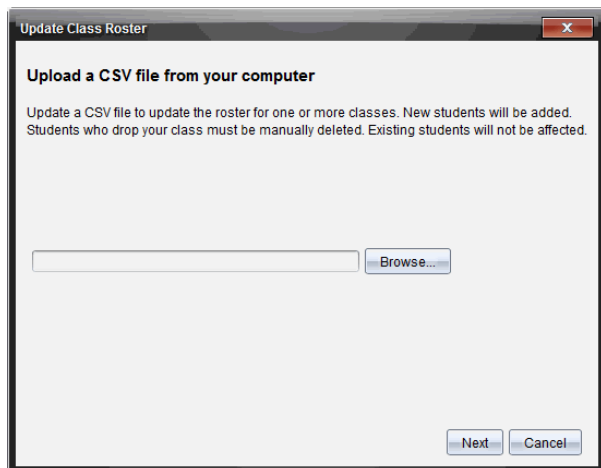 Update Class Roster
Upload a CSV file from your computer
Update a CSV file to update the roster for one or more classes. New students will be added.
Students who drop your class must be manually deleted. Existing students will not be affected.
Browse...
Next Cancel